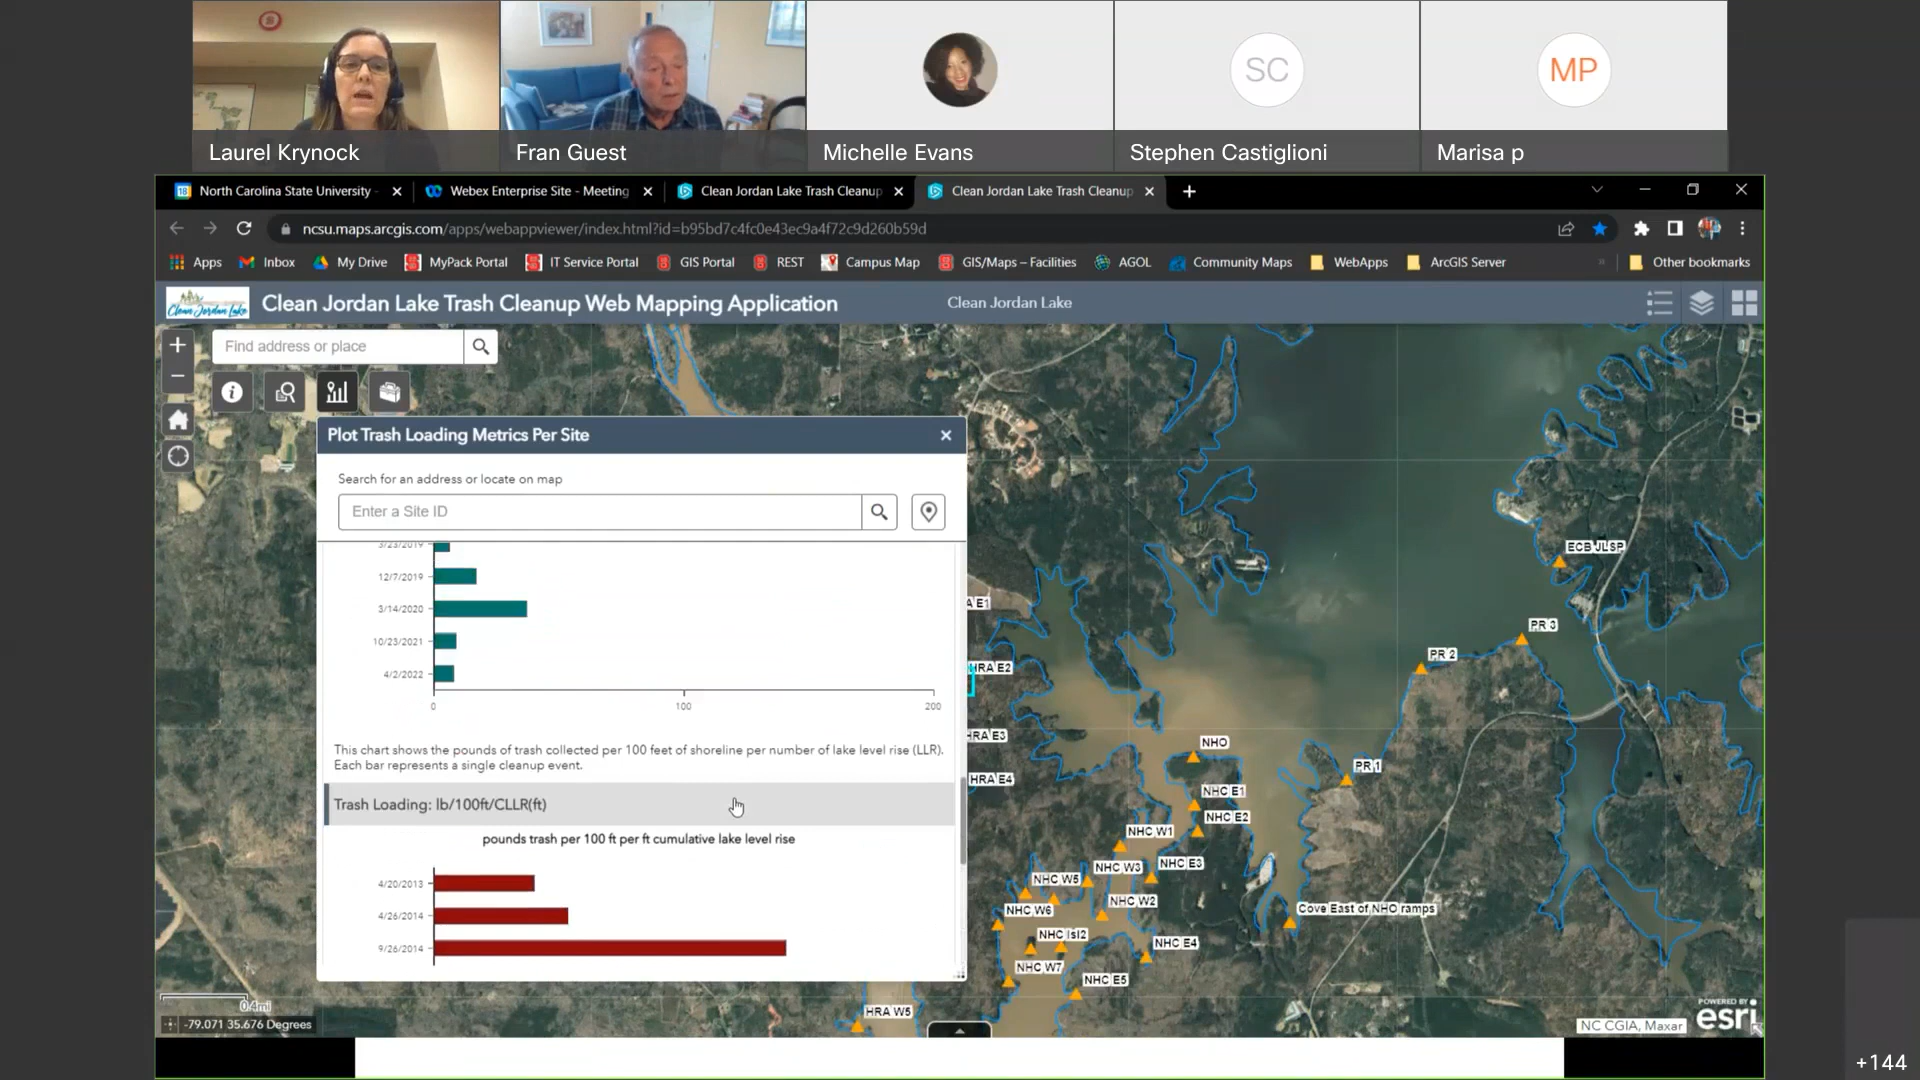 Laurel Krynock
Fran Guest
Michelle Evans
SC
Stephen Castiglioni
MP
Marisa p
North Carolina State University -
Webex Enterprise Site - Meeting
Clean Jordan Lake Trash Cleanup
Clean Jordan Lake Trash Cleanup
ncsu.maps.arcgis.com/apps/webappviewer/index.html?id=b95bd7c4fc0e43ec9a4f72c9d260b59d
Apps
Inbox
My Drive
MyPack Portal
IT Service Portal
GIS Portal
REST
Campus Map
GIS/Maps – Facilities
AGOL
Community Maps
WebApps
ArcGIS Server
»
Other bookmarks
Clean Jordan Lake
Clean Jordan Lake Trash Cleanup Web Mapping Application
Clean Jordan Lake
Find address or place
Plot Trash Loading Metrics Per Site
Search for an address or locate on map
Enter a Site ID
3/23/2019
12/7/2019
3/14/2020
10/23/2021
4/2/2022
0
100
200
This chart shows the pounds of trash collected per 100 feet of shoreline per number of lake level rise (LLR).
Each bar represents a single cleanup event.
Trash Loading: lb/100ft/CLLR(ft)
pounds trash per 100 ft per ft cumulative lake level rise
4/20/2013
4/26/2014
9/26/2014
ECB JLSP
A E1
PR 3
PR 2
HRA E2
HRA E3
NHO
PR 1
HRA E4
NHC E1
NHC E2
NHC W1
NHC W3
NHC E3
NHC W5
NHC W2
NHC W6
Cove East of NHO ramps
NHC Isl2
NHC E4
NHC W7
NHC E5
HRA W5
0.4mi
-79.071 35.676 Degrees
POWERED BY
esri
NC CGIA, Maxar
+144